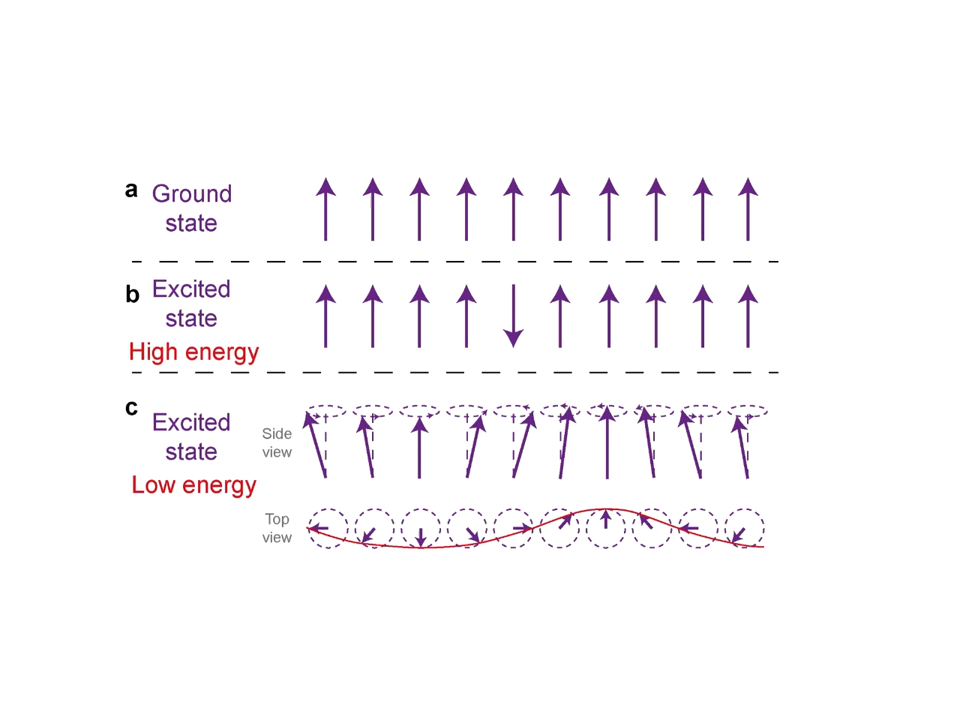 a Ground
state
b Excited
state
High energy
c Excited
state
Low energy
Side
view
Top
view